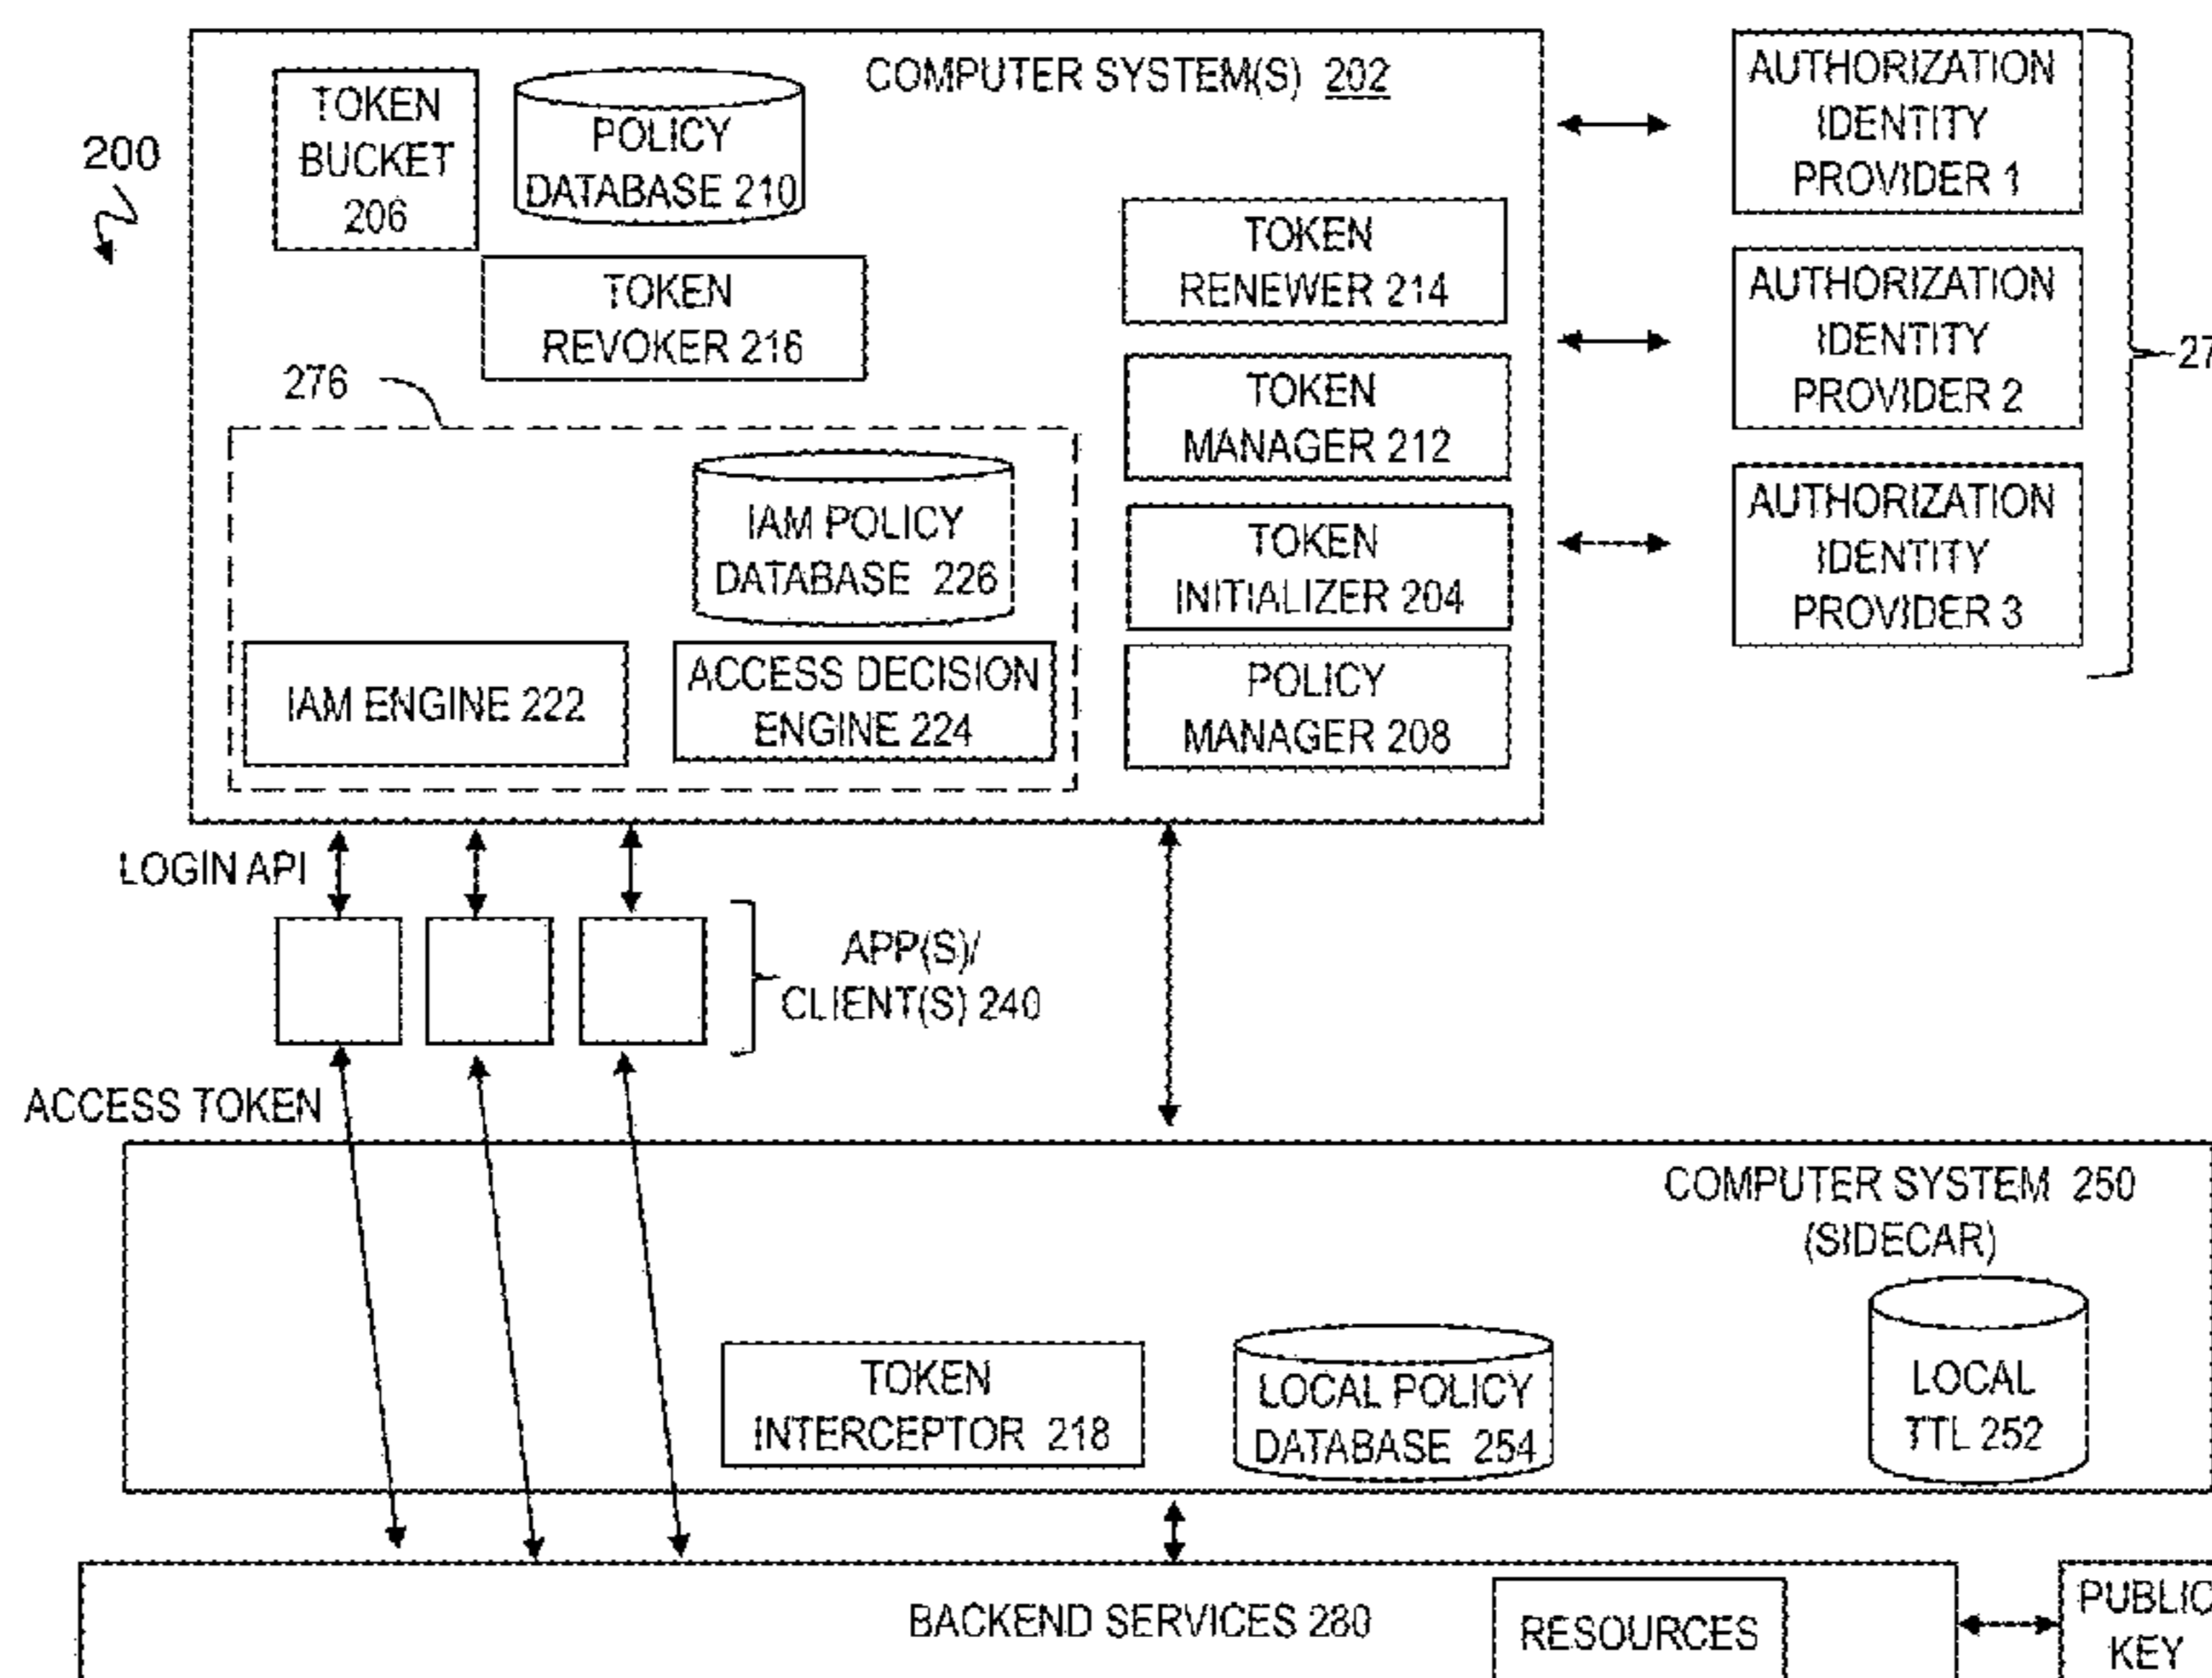 200
COMPUTER SYSTEM(S) 202
TOKEN
BUCKET
206
POLICY
DATABASE 210
TOKEN
REVOKER 216
TOKEN
RENEWER 214
TOKEN
MANAGER 212
TOKEN
INITIALIZER 204
POLICY
MANAGER 208
276
IAM POLICY
DATABASE 226
IAM ENGINE 222
ACCESS DECISION
ENGINE 224
AUTHORIZATION
IDENTITY
PROVIDER 1
AUTHORIZATION
IDENTITY
PROVIDER 2
AUTHORIZATION
IDENTITY
PROVIDER 3
LOGIN API
APP(S)/
CLIENT(S) 240
ACCESS TOKEN
COMPUTER SYSTEM 250
(SIDECAR)
TOKEN
INTERCEPTOR 218
LOCAL POLICY
DATABASE 254
LOCAL
TTL 252
BACKEND SERVICES 280
RESOURCES
PUBLIC
KEY